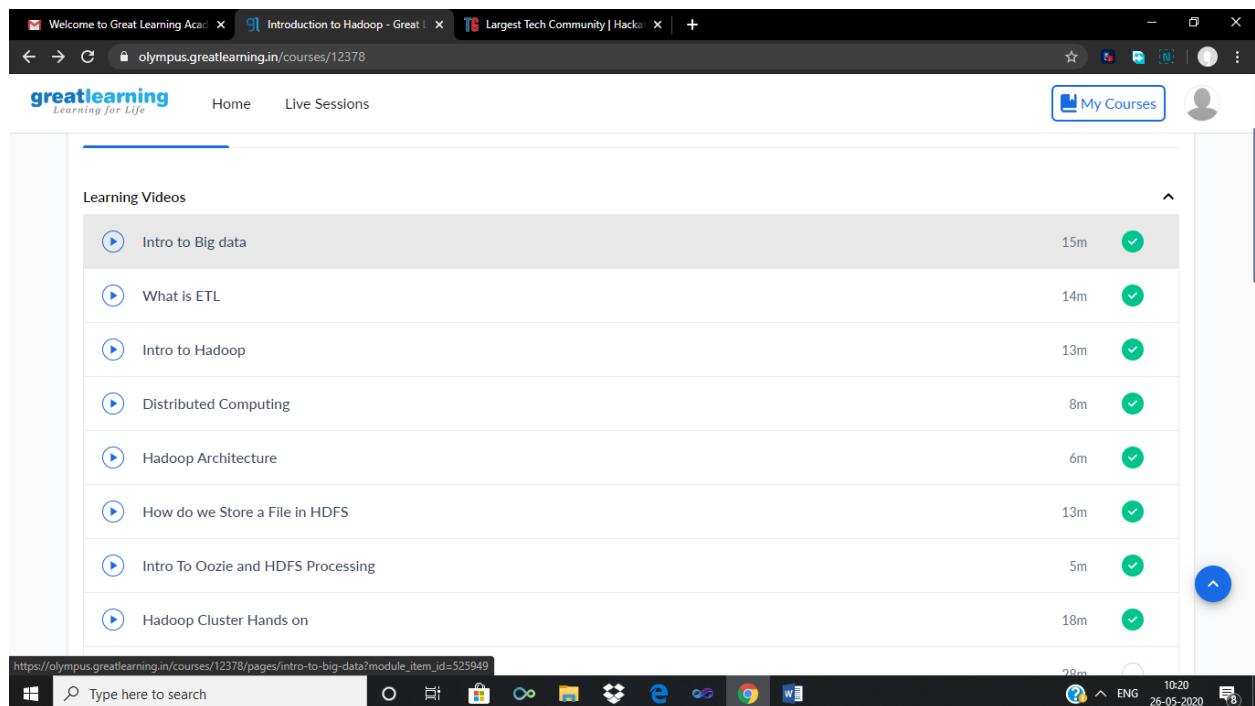 Welcome to Great Learning Acad
Introduction to Hadoop - Great L
Largest Tech Community | Hacka
olympus.greatlearning.in/courses/12378
greatlearning
Learning for Life
Home Live Sessions
My Courses
Learning Videos
Intro to Big data 15m
What is ETL 14m
Intro to Hadoop 13m
Distributed Computing 8m
Hadoop Architecture 6m
How do we Store a File in HDFS 13m
Intro To Oozie and HDFS Processing 5m
Hadoop Cluster Hands on 18m
28m
https://olympus.greatlearning.in/courses/12378/pages/intro-to-big-data?module_item_id=525949
Type here to search
ENG
10:20
26-05-2020
8